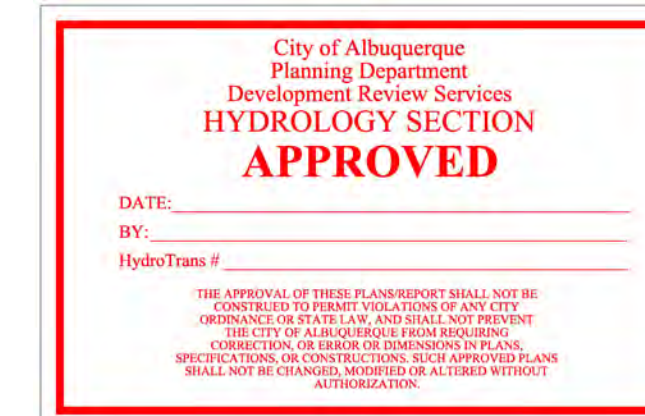 City of Albuquerque
Planning Department
Development Review Services
HYDROLOGY SECTION
APPROVED
DATE:
BY:
HydroTrans #
THE APPROVAL OF THESE PLANS/REPORT SHALL NOT BE
CONSTRUED TO PERMIT VIOLATIONS OF ANY CITY
ORDINANCE OR STATE LAW, AND SHALL NOT PREVENT
THE CITY OF ALBUQUERQUE FROM REQUIRING
CORRECTION, OR ERROR OR DIMENSIONS IN PLANS,
SPECIFICATIONS, OR CONSTRUCTIONS. SUCH APPROVED PLANS
SHALL NOT BE CHANGED, MODIFIED OR ALTERED WITHOUT
AUTHORIZATION.